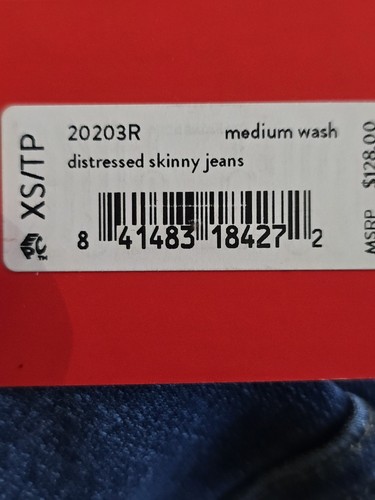 20203R medium wash
distressed skinny jeans
XS/TP
8 41483 18427 2
MSRP $128.00